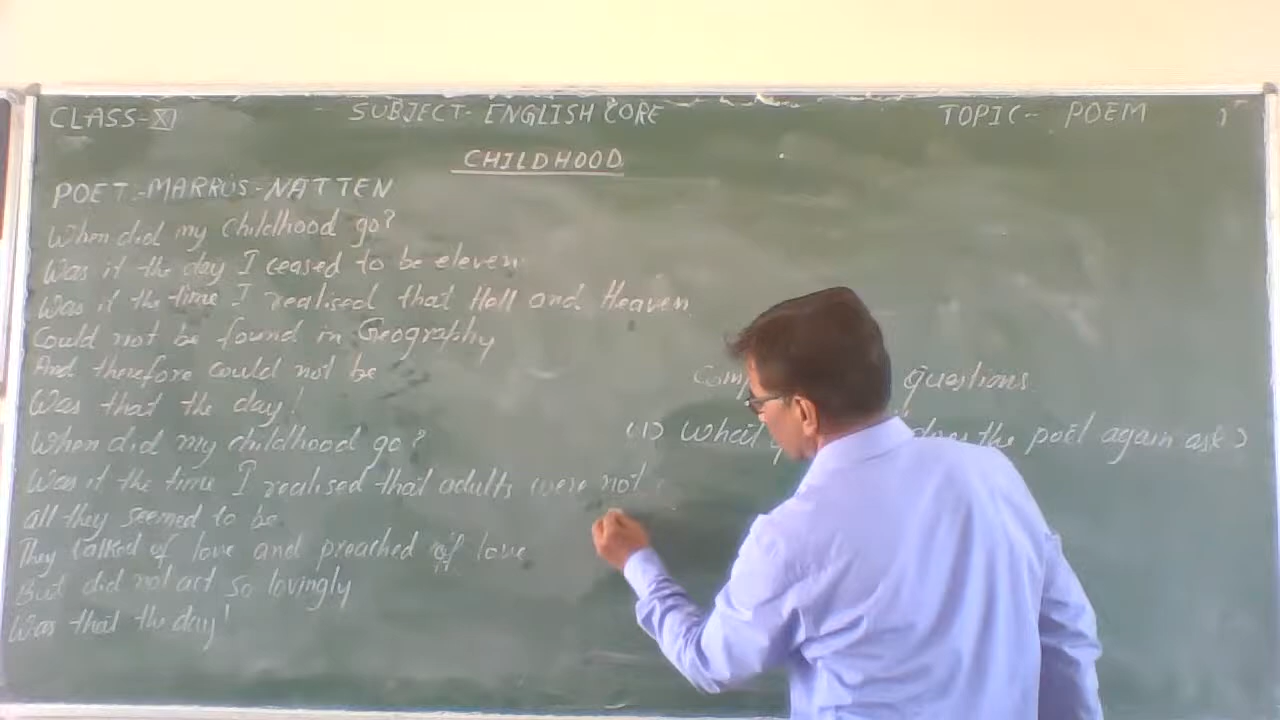 CLASS-XI
SUBJECT-ENGLISH CORE
TOPIC- POEM
CHILDHOOD
POET-MARRUS-NATTEN
When did my childhood go?
Was it the day I ceased to be eleven
Was it the time I realised that Hell and Heaven
Could not be found in Geography
And therefore could not be
Was that the day!
When did my childhood go?
Was it the time I realised that adults were not
all they seemed to be
They talked of love and preached of love
But did not act so lovingly
Was that the day!
questions
(1) What does the poet again ask?